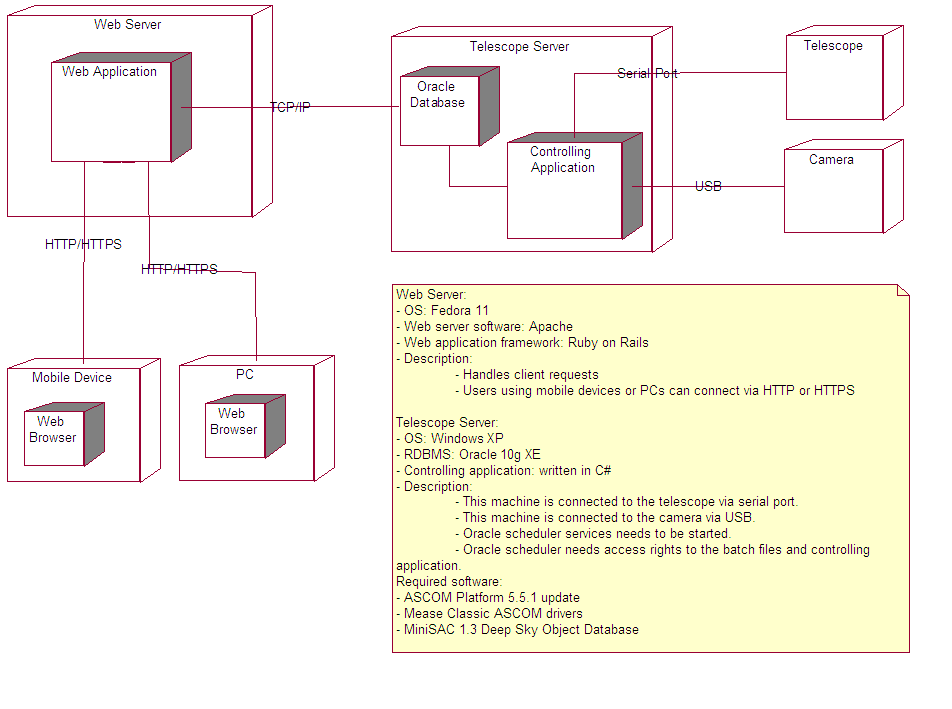 Web Server
Web Application
TCP/IP
Telescope Server
Oracle
Database
Controlling
Application
Serial Port
USB
Telescope
Camera
HTTP/HTTPS
HTTP/HTTPS
Mobile Device
Web
Browser
PC
Web
Browser
Web Server:
- OS: Fedora 11
- Web server software: Apache
- Web application framework: Ruby on Rails
- Description:
- Handles client requests
- Users using mobile devices or PCs can connect via HTTP or HTTPS
Telescope Server:
- OS: Windows XP
- RDBMS: Oracle 10g XE
- Controlling application: written in C#
- Description:
- This machine is connected to the telescope via serial port.
- This machine is connected to the camera via USB.
- Oracle scheduler services needs to be started.
- Oracle scheduler needs access rights to the batch files and controlling
application.
Required software:
- ASCOM Platform 5.5.1 update
- Mease Classic ASCOM drivers
- MiniSAC 1.3 Deep Sky Object Database